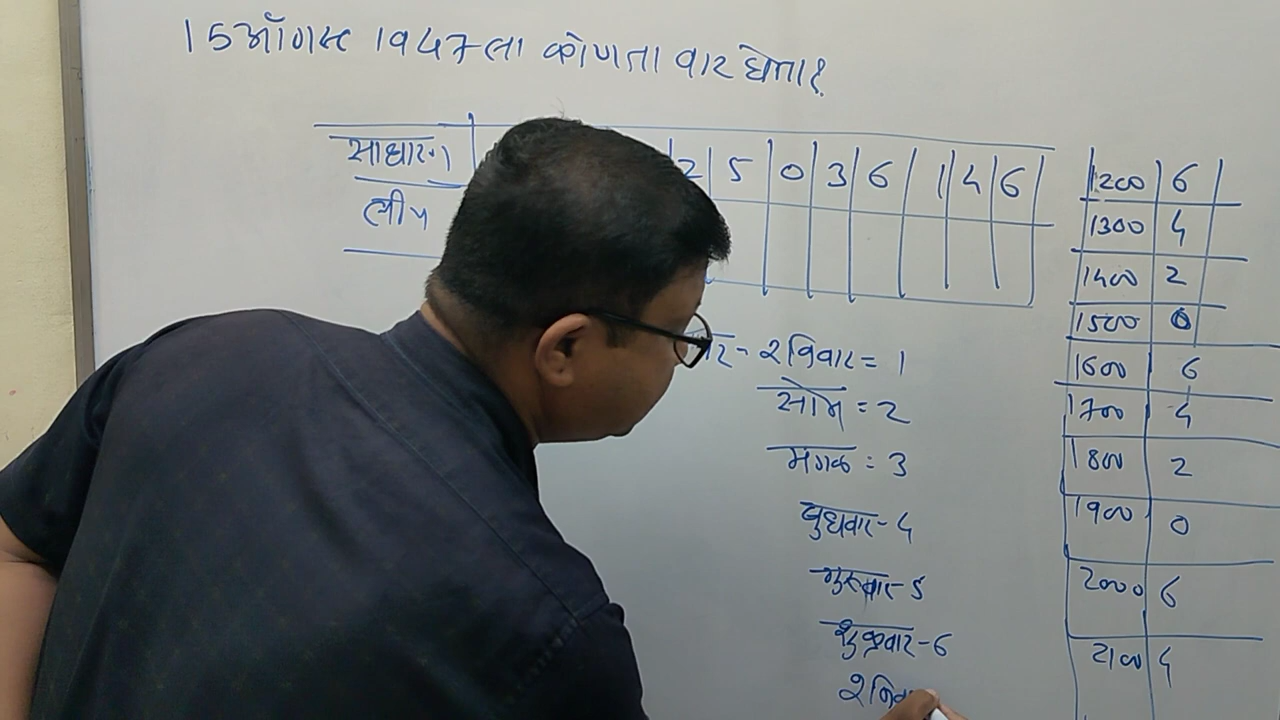 15 ऑगस्ट 1947 ला कोणता वार होता?
साधारण 2 5 0 3 6 1 4 6
लीप
वार - रविवार = 1
सोम = 2
मंगळ = 3
बुधवार - 4
गुरुवार - 5
शुक्रवार - 6
1200 6
1300 4
1400 2
1500 0
1600 6
1700 4
1800 2
1900 0
2000 6
2100 4